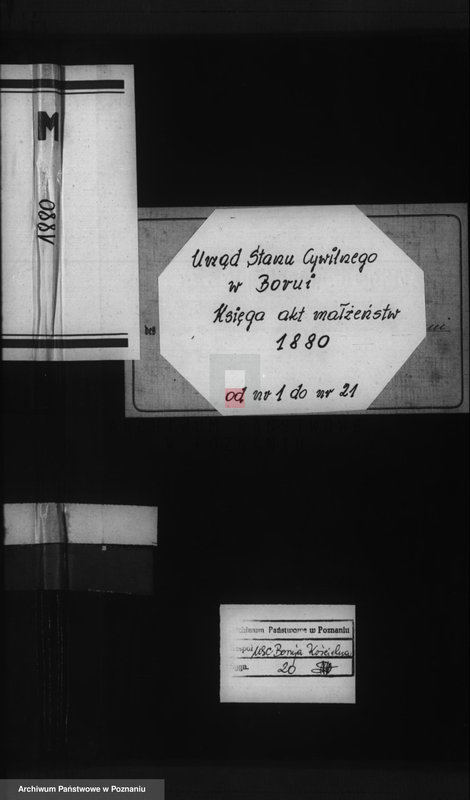 M
1880
Urząd Stanu Cywilnego
w Borui
Księga akt małżeństw
1880
od nr 1 do nr 21
des
Archiwum Państwowe w Poznaniu
USC Boruja Kościelna
20
Archiwum Państwowe w Poznaniu